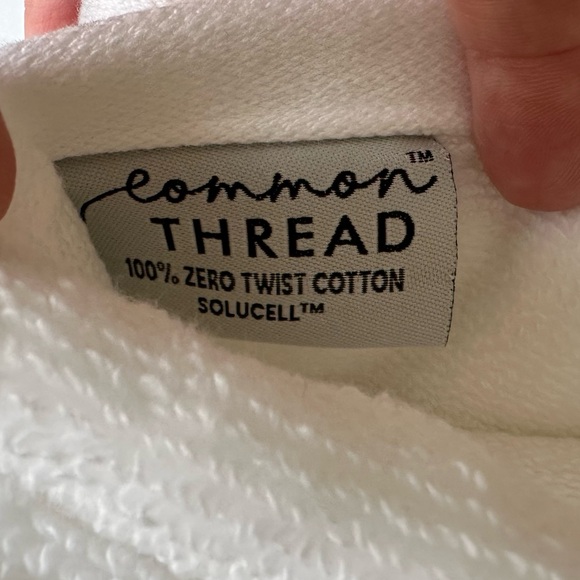 common™
THREAD
100% ZERO TWIST COTTON
SOLUCELL™